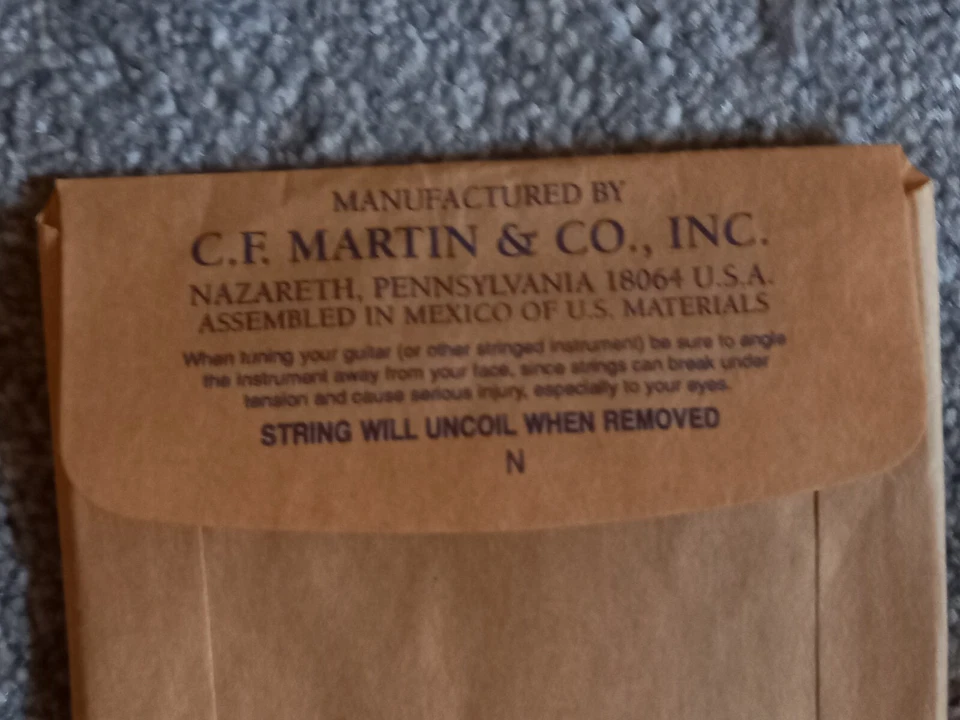 MANUFACTURED BY
C.F. MARTIN & CO., INC.
NAZARETH, PENNSYLVANIA 18064 U.S.A.
ASSEMBLED IN MEXICO OF U.S. MATERIALS
When tuning your guitar (or other stringed instrument) be sure to angle
the instrument away from your face, since strings can break under
tension and cause serious injury, especially to your eyes.
STRING WILL UNCOIL WHEN REMOVED
N